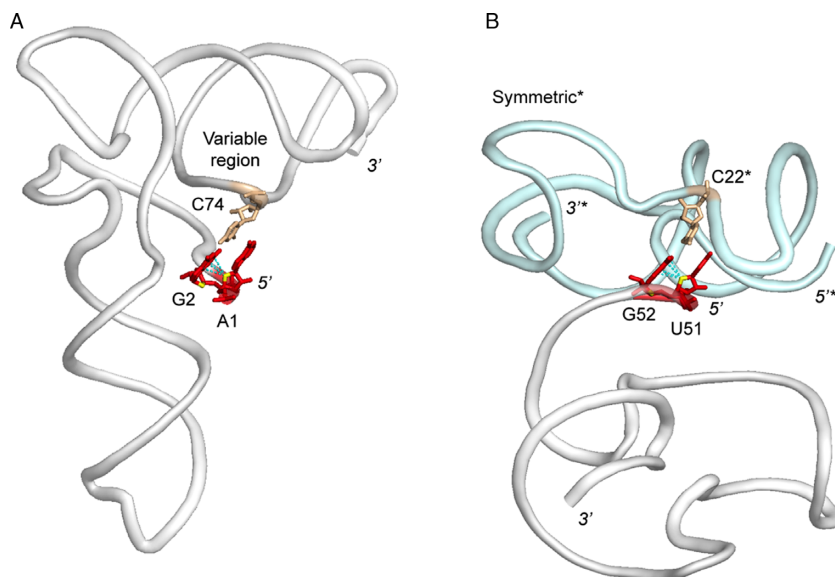 A
Variable
region
3'
C74
5'
G2
A1
B
Symmetric*
C22*
3'*
5'*
5'
G52
U51
3'